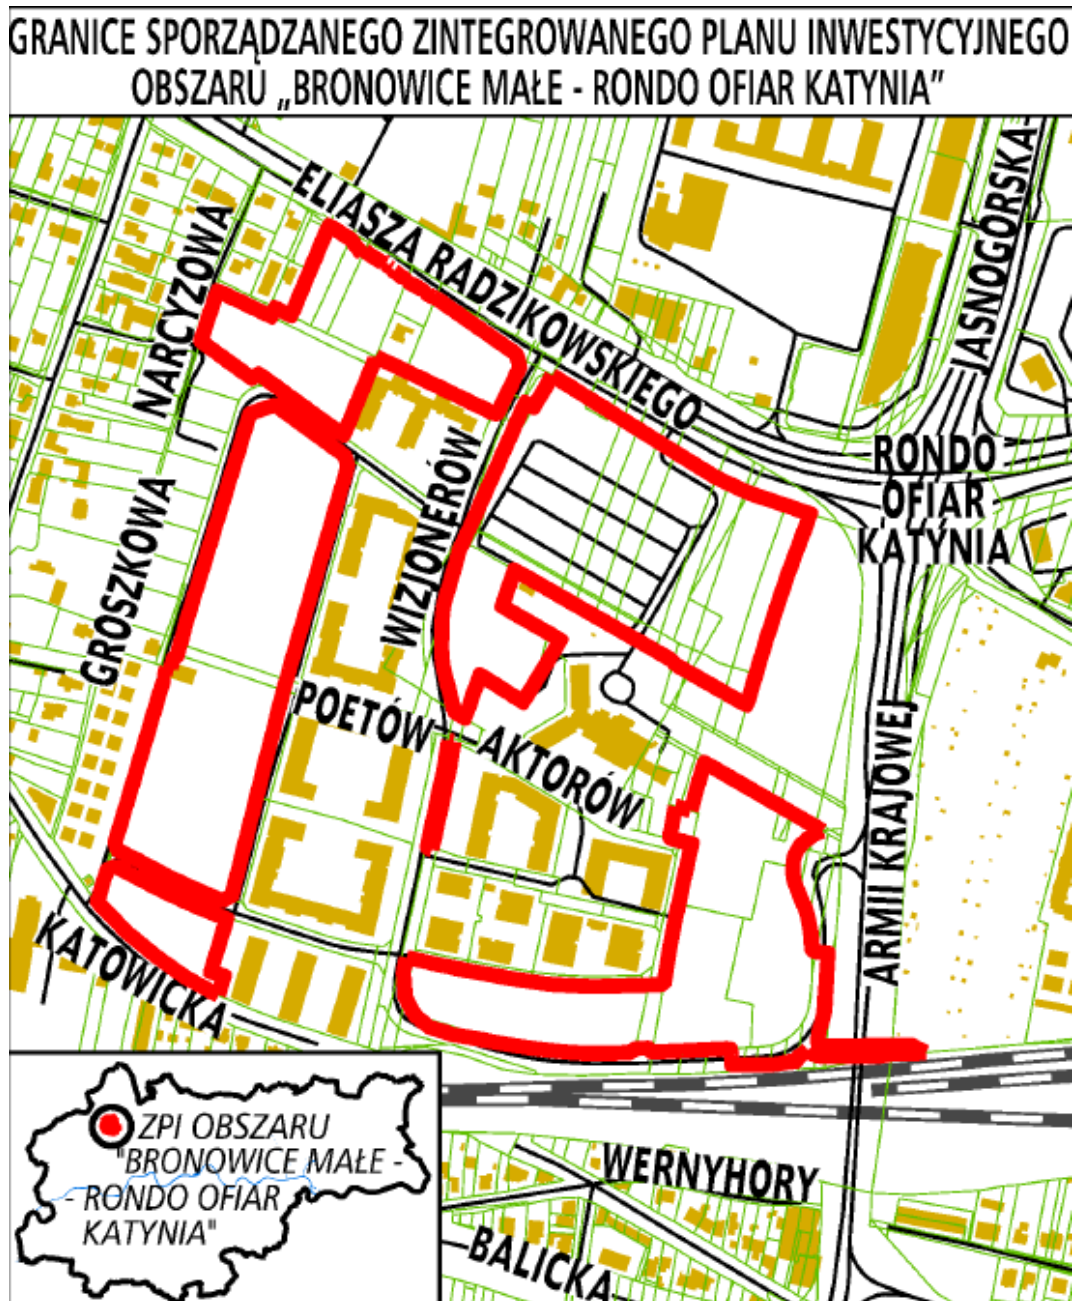 GRANICE SPORZĄDZANEGO ZINTEGROWANEGO PLANU INWESTYCYJNEGO
OBSZARU „BRONOWICE MAŁE - RONDO OFIAR KATYNIA”
ELIASZA RADZIKOWSKIEGO
JASNOGÓRSKA
NARCYZOWA
RONDO
OFIAR
KATYNIA
WIZJONERÓW
GROSZKOWA
POETÓW
AKTORÓW
ARMII KRAJOWEJ
KATOWICKA
ZPI OBSZARU
"BRONOWICE MAŁE -
- RONDO OFIAR
KATYNIA"
WERNYHORY
BALICKA